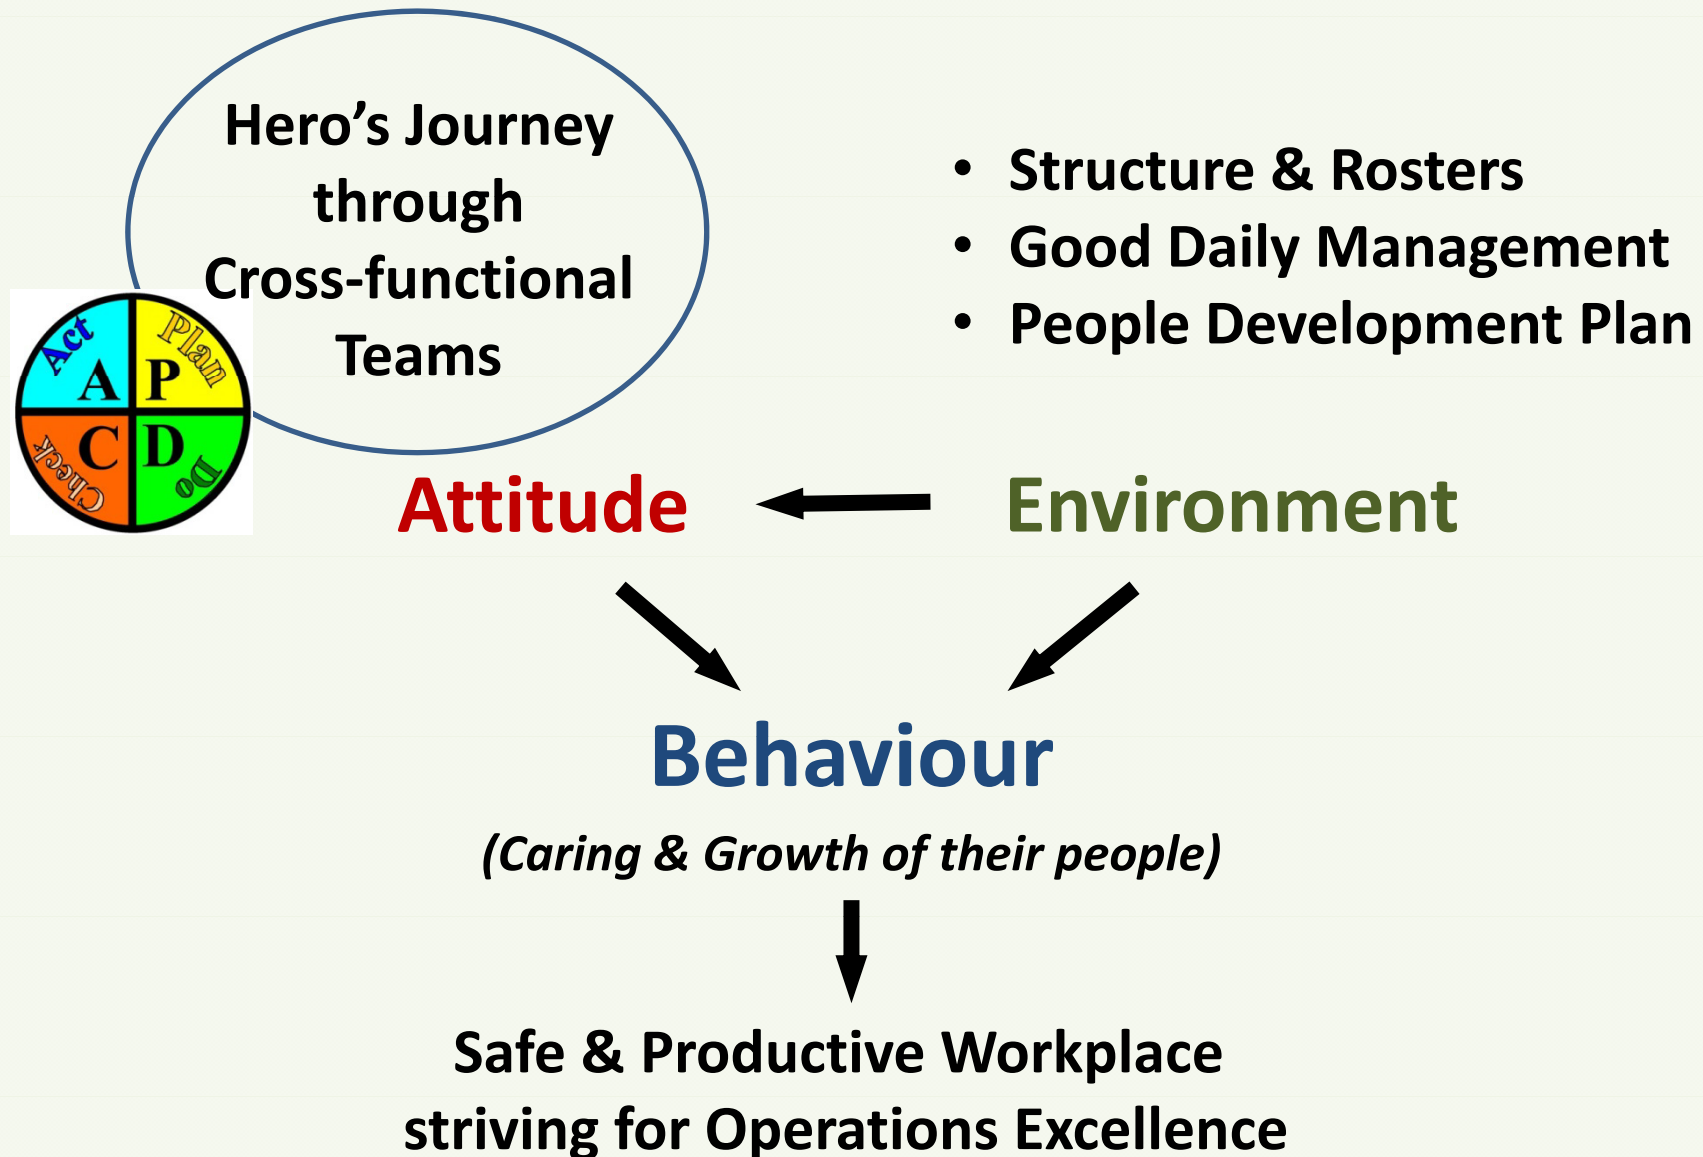 Hero’s Journey
through
Cross-functional
Teams
• Structure & Rosters
• Good Daily Management
• People Development Plan
Act
Plan
A
P
C
D
Check
Do
Attitude
Environment
Behaviour
(Caring & Growth of their people)
Safe & Productive Workplace
striving for Operations Excellence